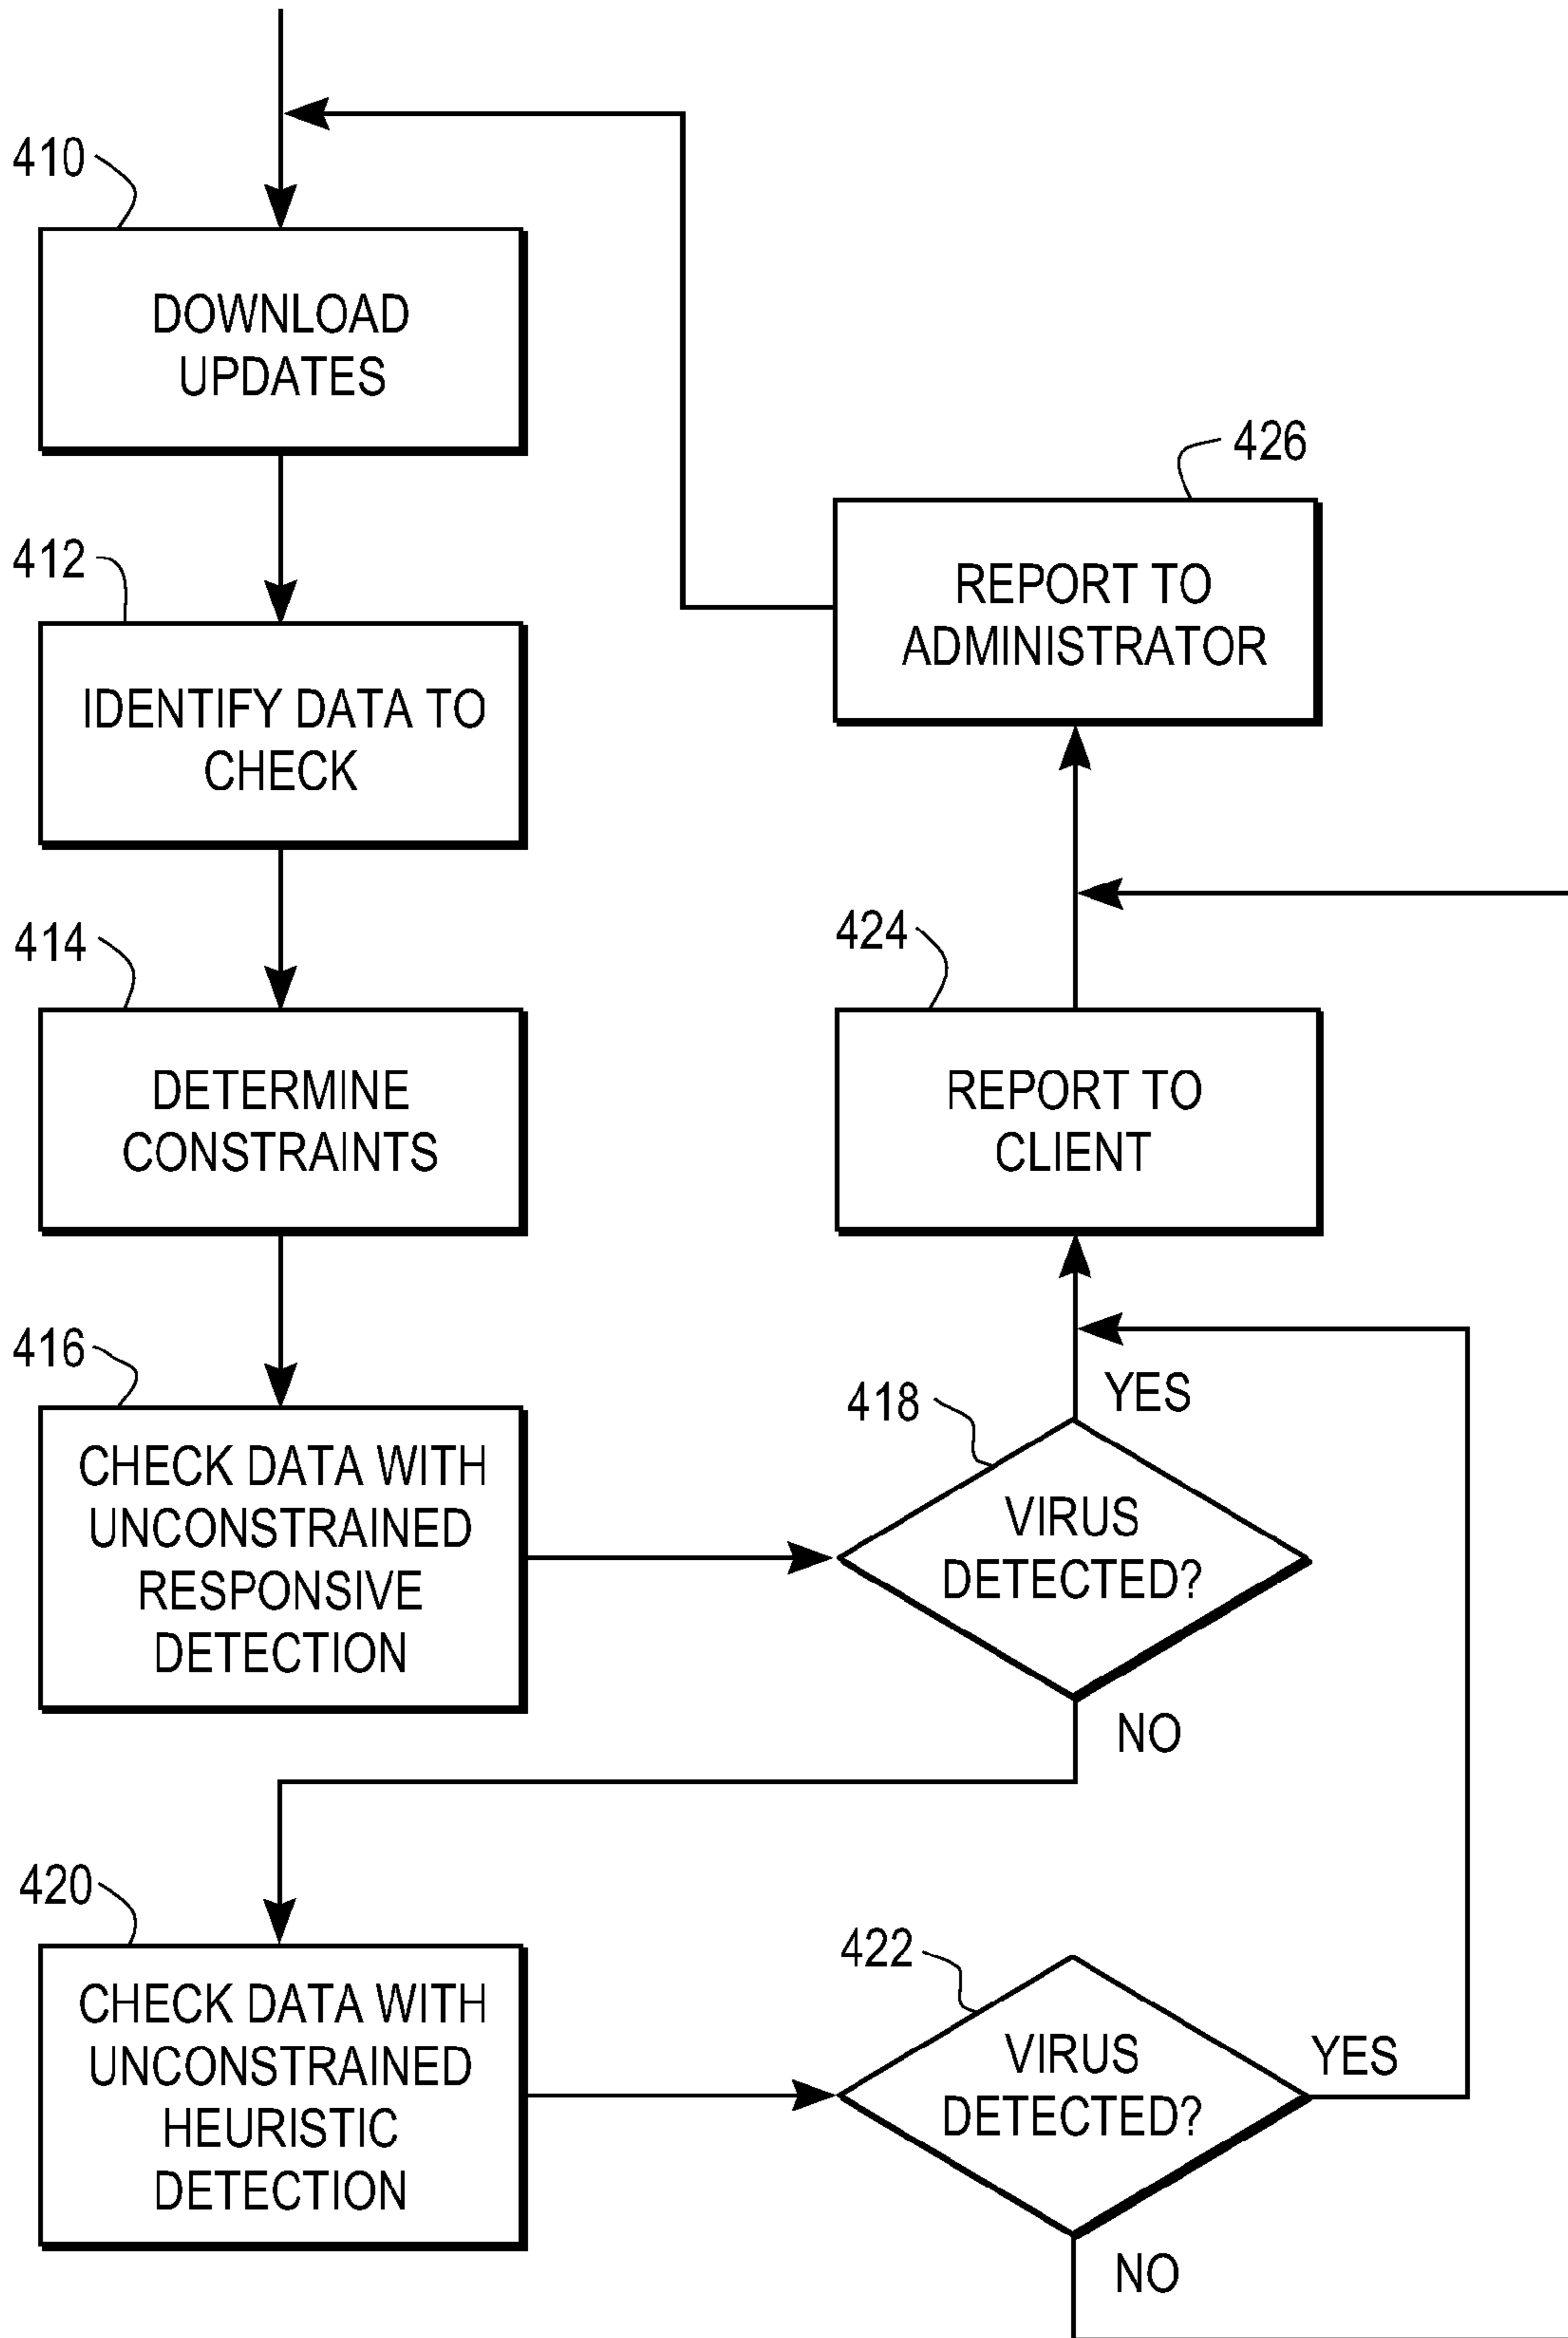 410
DOWNLOAD
UPDATES
412
IDENTIFY DATA TO
CHECK
414
DETERMINE
CONSTRAINTS
416
CHECK DATA WITH
UNCONSTRAINED
RESPONSIVE
DETECTION
418
VIRUS
DETECTED?
YES
NO
420
CHECK DATA WITH
UNCONSTRAINED
HEURISTIC
DETECTION
422
VIRUS
DETECTED?
YES
NO
424
REPORT TO
CLIENT
426
REPORT TO
ADMINISTRATOR